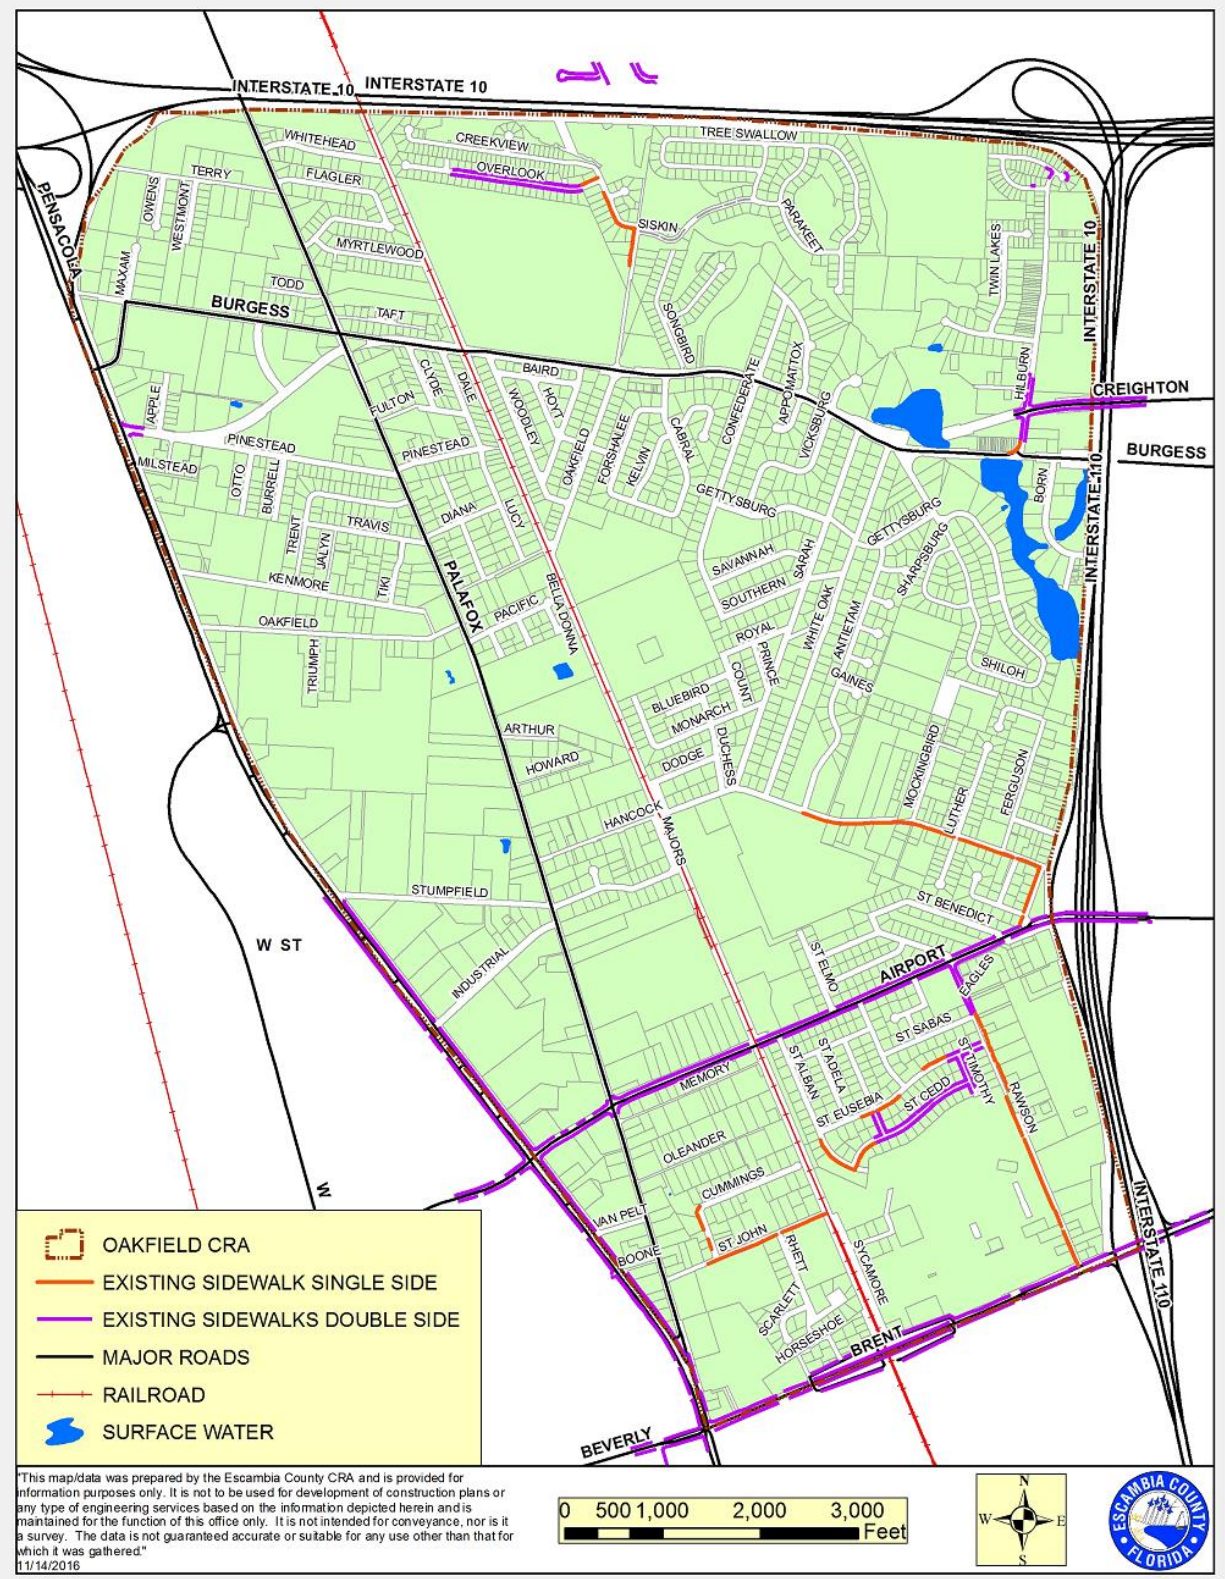 INTERSTATE 10
INTERSTATE 10
WHITEHEAD
CREEKVIEW
TREE SWALLOW
TERRY
FLAGLER
OVERLOOK
OWENS
WESTMONT
PENSACOLA
SISKIN
PARAKEET
MYRTLEWOOD
MAXAM
TWIN LAKES
INTERSTATE 10
TODD
BURGESS
TAFT
SONGBIRD
APPOMATTOX
CONFEDERATE
HILBURN
CREIGHTON
CLYDE
DALE
BAIRD
WOODLEY
HOYT
FULTON
APPLE
VICKSBURG
CABRAL
FORSHALEE
KELVIN
OAKFIELD
BURGESS
PINESTEAD
PINESTEAD
MILSTEAD
OTTO
BURRELL
BORN
INTERSTATE 110
GETTYSBURG
GETTYSBURG
DIANA
LUCY
TRENT
TRAVIS
JALYN
SAVANNAH
SARAH
SHARPSBURG
KENMORE
TIKI
PALAFOX
BELLA DONNA
SOUTHERN
PACIFIC
WHITE OAK
ANTIETAM
OAKFIELD
ROYAL
PRINCE
TRIUMPH
COUNT
SHILOH
GAINES
BLUEBIRD
MONARCH
ARTHUR
DUCHESS
HOWARD
DODGE
MOCKINGBIRD
LUTHER
FERGUSON
HANCOCK
MAJORS
STUMPFIELD
ST BENEDICT
W ST
INDUSTRIAL
ST ELMO
AIRPORT
EAGLES
ST SABAS
MEMORY
ST ALBAN
ST ADELA
ST TIMOTHY
ST EUSEBIA
ST CEDD
RAWSON
OLEANDER
CUMMINGS
W
VAN PELT
BOONE
ST JOHN
RHETT
SYCAMORE
SCARLETT
HORSESHOE
BRENT
INTERSTATE 110
BEVERLY
OAKFIELD CRA
EXISTING SIDEWALK SINGLE SIDE
EXISTING SIDEWALKS DOUBLE SIDE
MAJOR ROADS
RAILROAD
SURFACE WATER
"This map/data was prepared by the Escambia County CRA and is provided for
information purposes only. It is not to be used for development of construction plans or
any type of engineering services based on the information depicted herein and is
maintained for the function of this office only. It is not intended for conveyance, nor is it
a survey. The data is not guaranteed accurate or suitable for any use other than that for
which it was gathered."
11/14/2016
0 500 1,000 2,000 3,000
Feet
N
W E
S
ESCAMBIA COUNTY
FLORIDA